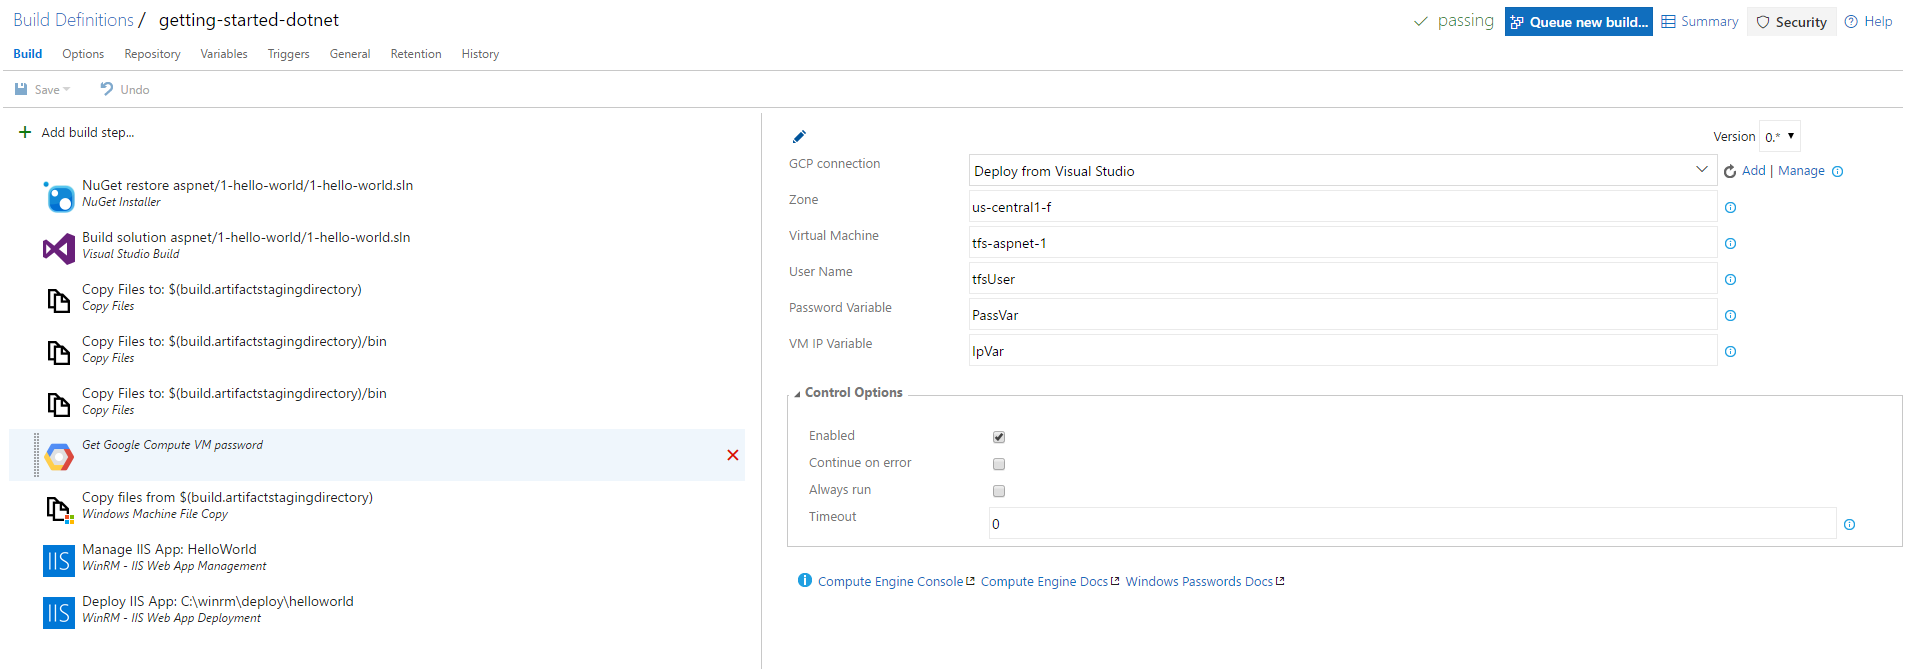 Build Definitions / getting-started-dotnet
passing Queue new build... Summary Security Help
Build Options Repository Variables Triggers General Retention History
Save Undo
Add build step...
NuGet restore aspnet/1-hello-world/1-hello-world.sln
NuGet Installer
Build solution aspnet/1-hello-world/1-hello-world.sln
Visual Studio Build
Copy Files to: $(build.artifactstagingdirectory)
Copy Files
Copy Files to: $(build.artifactstagingdirectory)/bin
Copy Files
Copy Files to: $(build.artifactstagingdirectory)/bin
Copy Files
Get Google Compute VM password
Copy files from $(build.artifactstagingdirectory)
Windows Machine File Copy
IIS
Manage IIS App: HelloWorld
WinRM - IIS Web App Management
IIS
Deploy IIS App: C:\winrm\deploy\helloworld
WinRM - IIS Web App Deployment
Version 0.*
GCP connection Deploy from Visual Studio Add | Manage
Zone us-central1-f
Virtual Machine tfs-aspnet-1
User Name tfsUser
Password Variable PassVar
VM IP Variable IpVar
Control Options
Enabled
Continue on error
Always run
Timeout 0
Compute Engine Console Compute Engine Docs Windows Passwords Docs